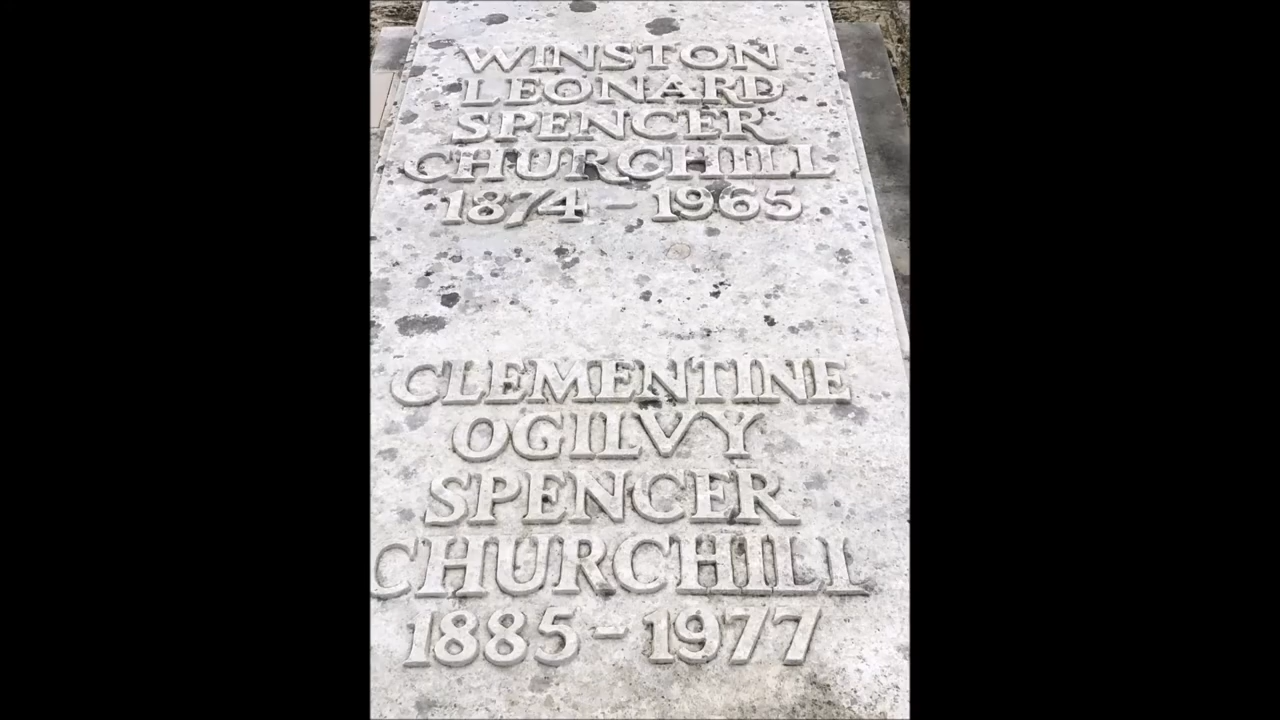 WINSTON
LEONARD
SPENCER
CHURCHILL
1874 - 1965
CLEMENTINE
OGILVY
SPENCER
CHURCHILL
1885 - 1977